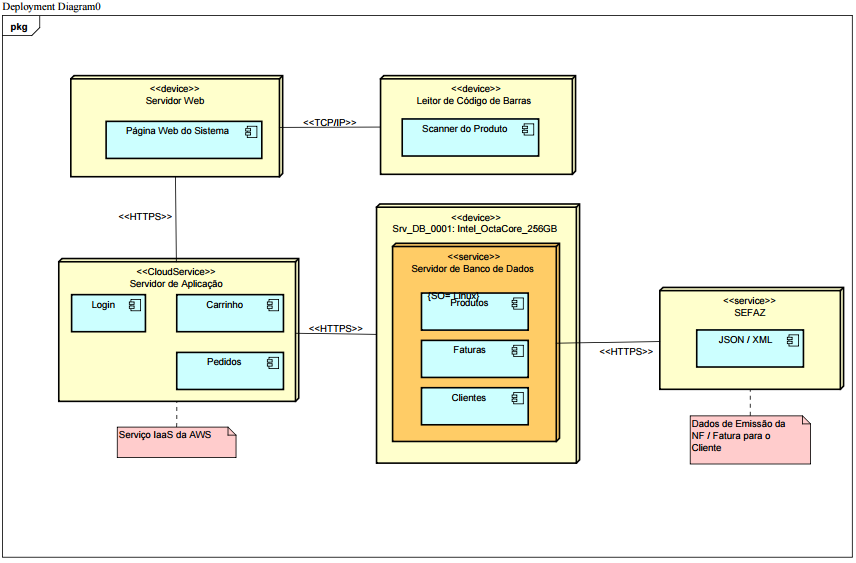 Deployment Diagram0
pkg
<<device>>
Servidor Web
Página Web do Sistema
<<TCP/IP>>
<<device>>
Leitor de Código de Barras
Scanner do Produto
<<HTTPS>>
<<CloudService>>
Servidor de Aplicação
Login
Carrinho
Pedidos
Serviço IaaS da AWS
<<HTTPS>>
<<device>>
Srv_DB_0001: Intel_OctaCore_256GB
<<service>>
Servidor de Banco de Dados
{SO= Linux}
Produtos
Faturas
Clientes
<<HTTPS>>
<<service>>
SEFAZ
JSON / XML
Dados de Emissão da
NF / Fatura para o
Cliente